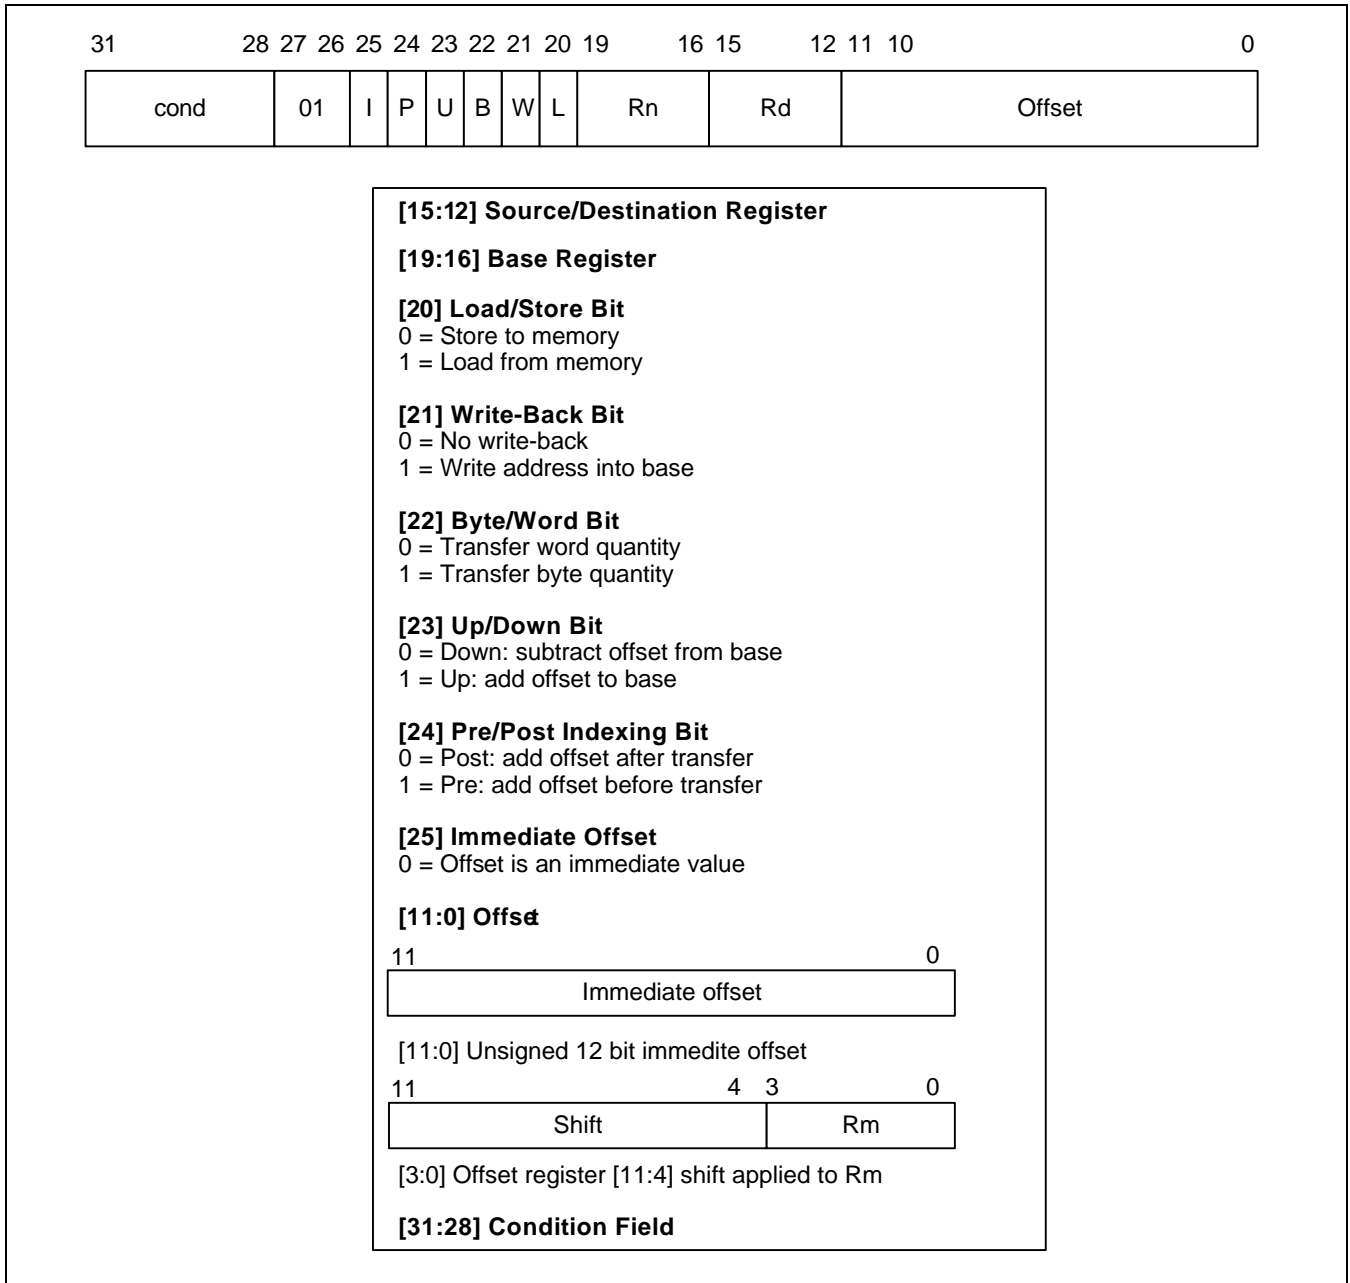 31 28 27 26 25 24 23 22 21 20 19 16 15 12 11 10 0
cond 01 I P U B W L Rn Rd Offset
[15:12] Source/Destination Register
[19:16] Base Register
[20] Load/Store Bit
0 = Store to memory
1 = Load from memory
[21] Write-Back Bit
0 = No write-back
1 = Write address into base
[22] Byte/Word Bit
0 = Transfer word quantity
1 = Transfer byte quantity
[23] Up/Down Bit
0 = Down: subtract offset from base
1 = Up: add offset to base
[24] Pre/Post Indexing Bit
0 = Post: add offset after transfer
1 = Pre: add offset before transfer
[25] Immediate Offset
0 = Offset is an immediate value
[11:0] Offset
11 0
Immediate offset
[11:0] Unsigned 12 bit immedite offset
11 4 3 0
Shift Rm
[3:0] Offset register [11:4] shift applied to Rm
[31:28] Condition Field